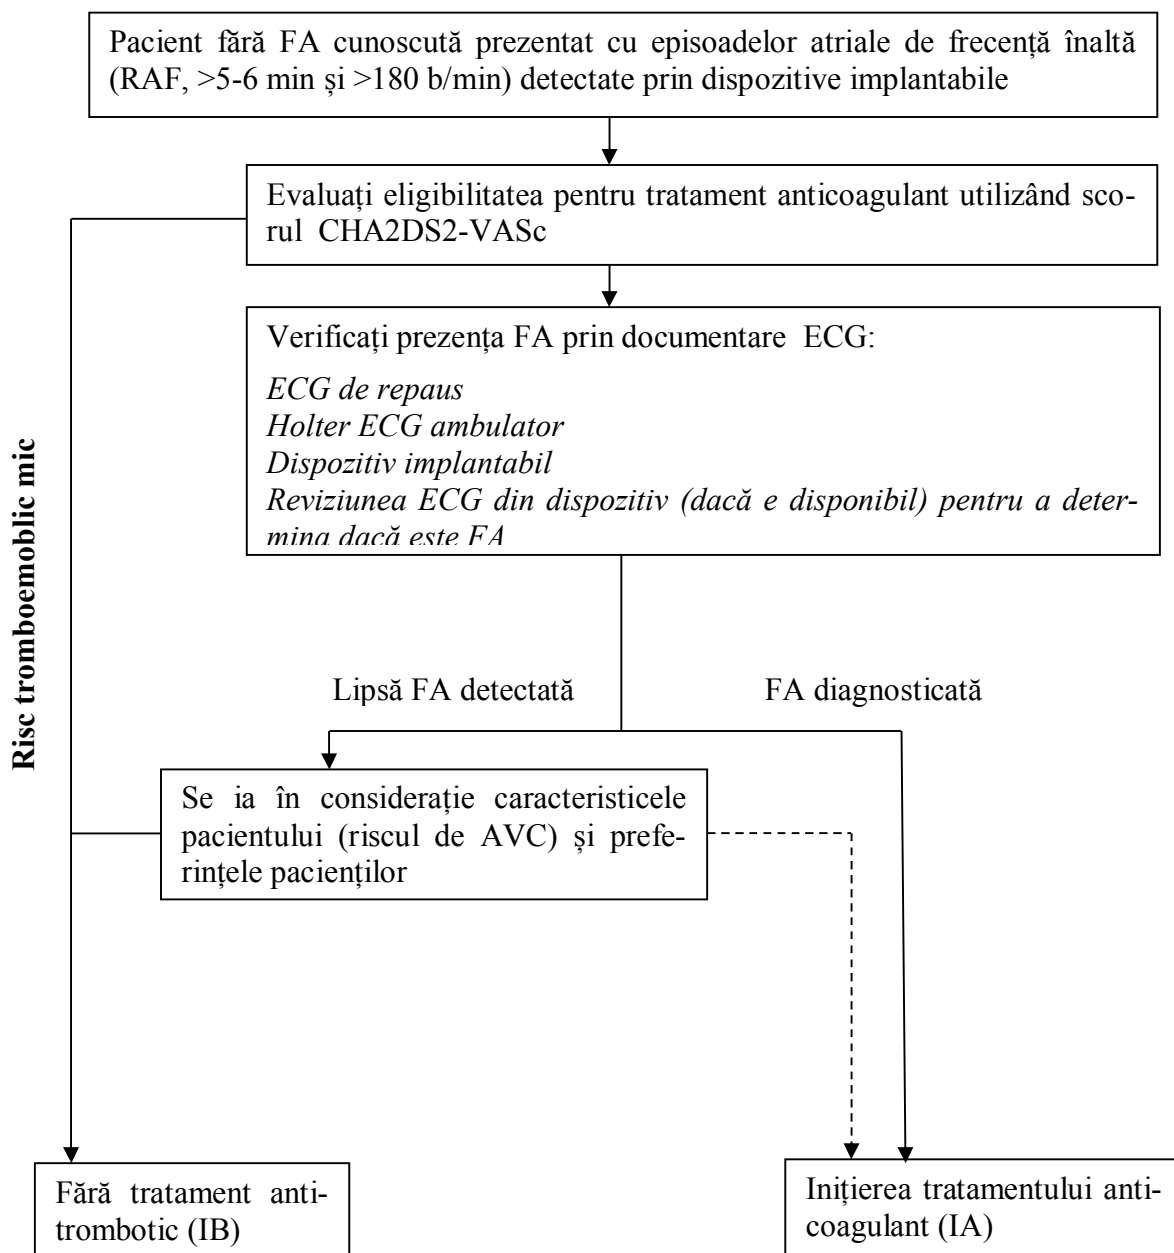 Pacient fără FA cunoscută prezentat cu episoadelor atriale de frecență înaltă
(RAF, >5-6 min și >180 b/min) detectate prin dispozitive implantabile
Evaluați eligibilitatea pentru tratament anticoagulant utilizând sco-
rul CHA2DS2-VASc
Verificați prezența FA prin documentare ECG:
ECG de repaus
Holter ECG ambulator
Dispozitiv implantabil
Reviziunea ECG din dispozitiv (dacă e disponibil) pentru a deter-
mina dacă este FA
Risc tromboemoblic mic
Lipsă FA detectată
FA diagnosticată
Se ia în considerație caracteristicele
pacientului (riscul de AVC) și prefe-
rințele pacienților
Fără tratament anti-
trombotic (IB)
Inițierea tratamentului anti-
coagulant (IA)